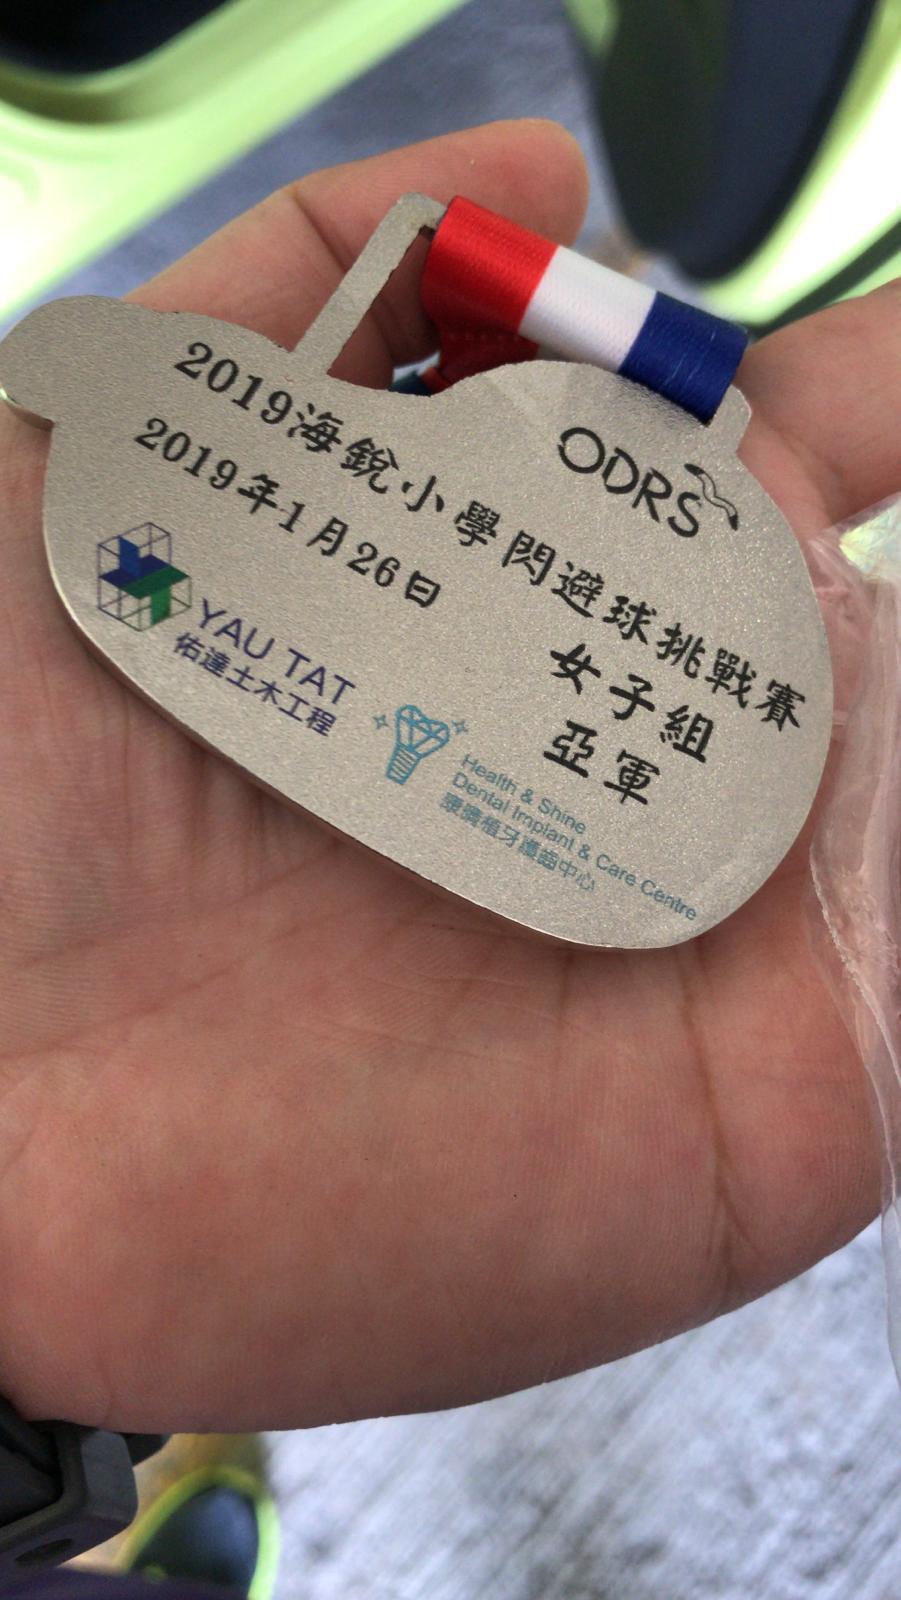 ODRS
2019海銳小學閃避球挑戰賽
2019年1月26日
女子組
亞軍
YAU TAT
佑達土木工程
Health & Shine
Dental Implant & Care Centre
康橋植牙護齒中心